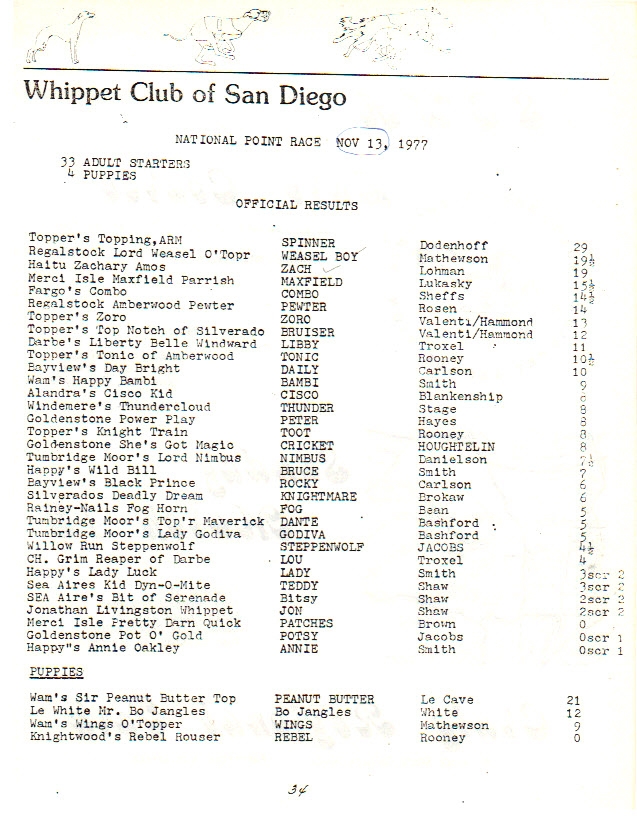 Whippet Club of San Diego
NATIONAL POINT RACE NOV 13, 1977
33 ADULT STARTERS
4 PUPPIES
OFFICIAL RESULTS
Topper's Topping,ARM SPINNER Dodenhoff 29
Regalstock Lord Weasel O'Topr WEASEL BOY Mathewson 19½
Haitu Zachary Amos ZACH Lohman 19
Merci Isle Maxfield Parrish MAXFIELD Lukasky 15½
Fargo's Combo COMBO Sheffs 14½
Regalstock Amberwood Pewter PEWTER Rosen 14
Topper's Zoro ZORO Valenti/Hammond 13
Topper's Top Notch of Silverado BRUISER Valenti/Hammond 12
Darbe's Liberty Belle Windward LIBBY Troxel 11
Topper's Tonic of Amberwood TONIC Rooney 10½
Bayview's Day Bright DAILY Carlson 10
Wam's Happy Bambi BAMBI Smith 9
Alandra's Cisco Kid CISCO Blankenship
Windemere's Thundercloud THUNDER Stage 8
Goldenstone Power Play PETER Hayes 8
Topper's Knight Train TOOT Rooney 8
Goldenstone She's Got Magic CRICKET HOUGHTELIN 8
Tumbridge Moor's Lord Nimbus NIMBUS Danielson 7½
Happy's Wild Bill BRUCE Smith 7
Bayview's Black Prince ROCKY Carlson 6
Silverados Deadly Dream KNIGHTMARE Brokaw 6
Rainey-Nails Fog Horn FOG Bean 5
Tumbridge Moor's Top'r Maverick DANTE Bashford 5
Tumbridge Moor's Lady Godiva GODIVA Bashford 5
Willow Run Steppenwolf STEPPENWOLF JACOBS 4½
CH. Grim Reaper of Darbe LOU Troxel 4
Happy's Lady Luck LADY Smith 3scr 2
Sea Aires Kid Dyn-O-Mite TEDDY Shaw 3scr 2
SEA Aire's Bit of Serenade Bitsy Shaw 2scr 2
Jonathan Livingston Whippet JON Shaw 2scr 2
Merci Isle Pretty Darn Quick PATCHES Brown 0
Goldenstone Pot O' Gold POTSY Jacobs 0scr 1
Happy"s Annie Oakley ANNIE Smith 0scr 1
PUPPIES
Wam's Sir Peanut Butter Top PEANUT BUTTER Le Cave 21
Le White Mr. Bo Jangles Bo Jangles White 12
Wam's Wings O'Topper WINGS Mathewson 9
Knightwood's Rebel Rouser REBEL Rooney 0
34